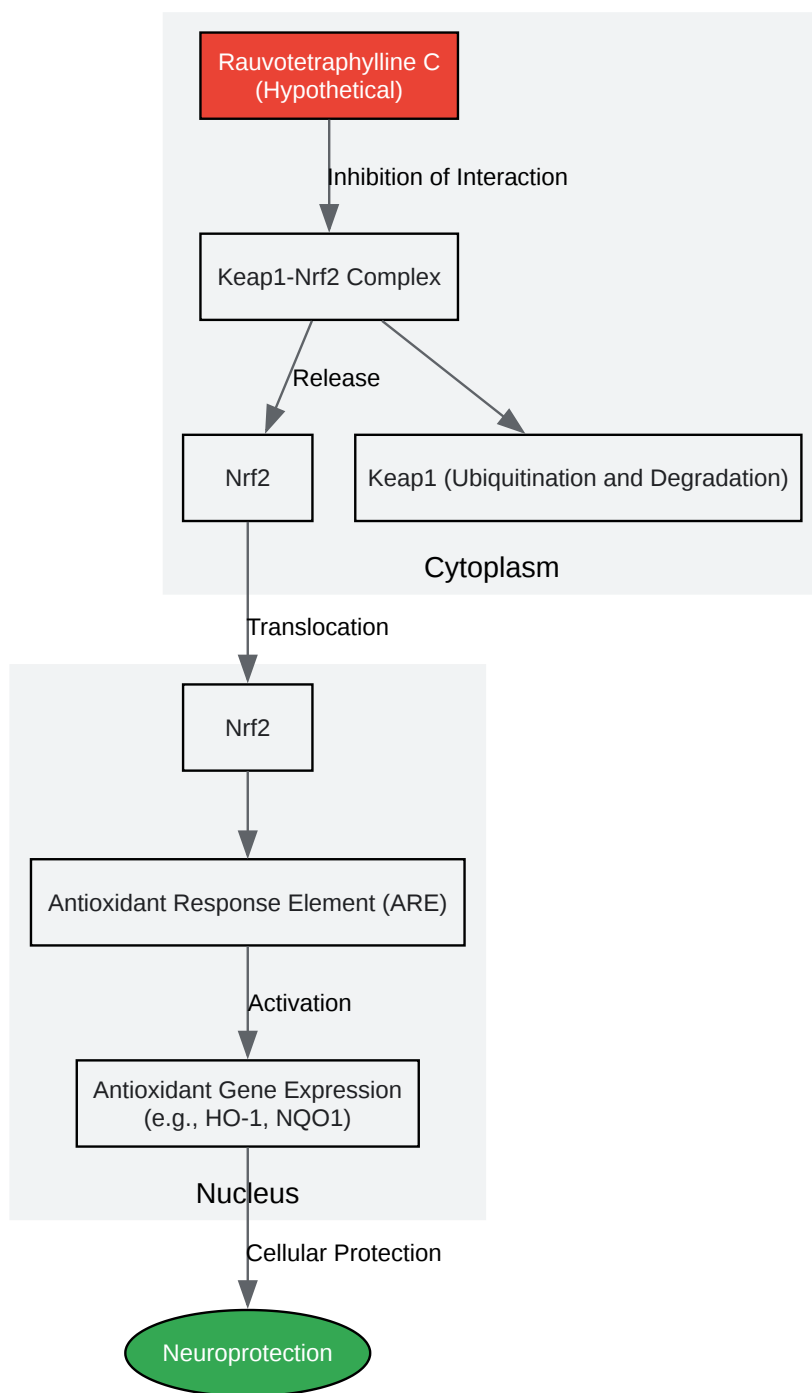 Rauvotetraphylline C
(Hypothetical)
Inhibition of Interaction
Keap1-Nrf2 Complex
Release
Nrf2
Keap1 (Ubiquitination and Degradation)
Cytoplasm
Translocation
Nrf2
Antioxidant Response Element (ARE)
Activation
Antioxidant Gene Expression
(e.g., HO-1, NQO1)
Nucleus
Cellular Protection
Neuroprotection